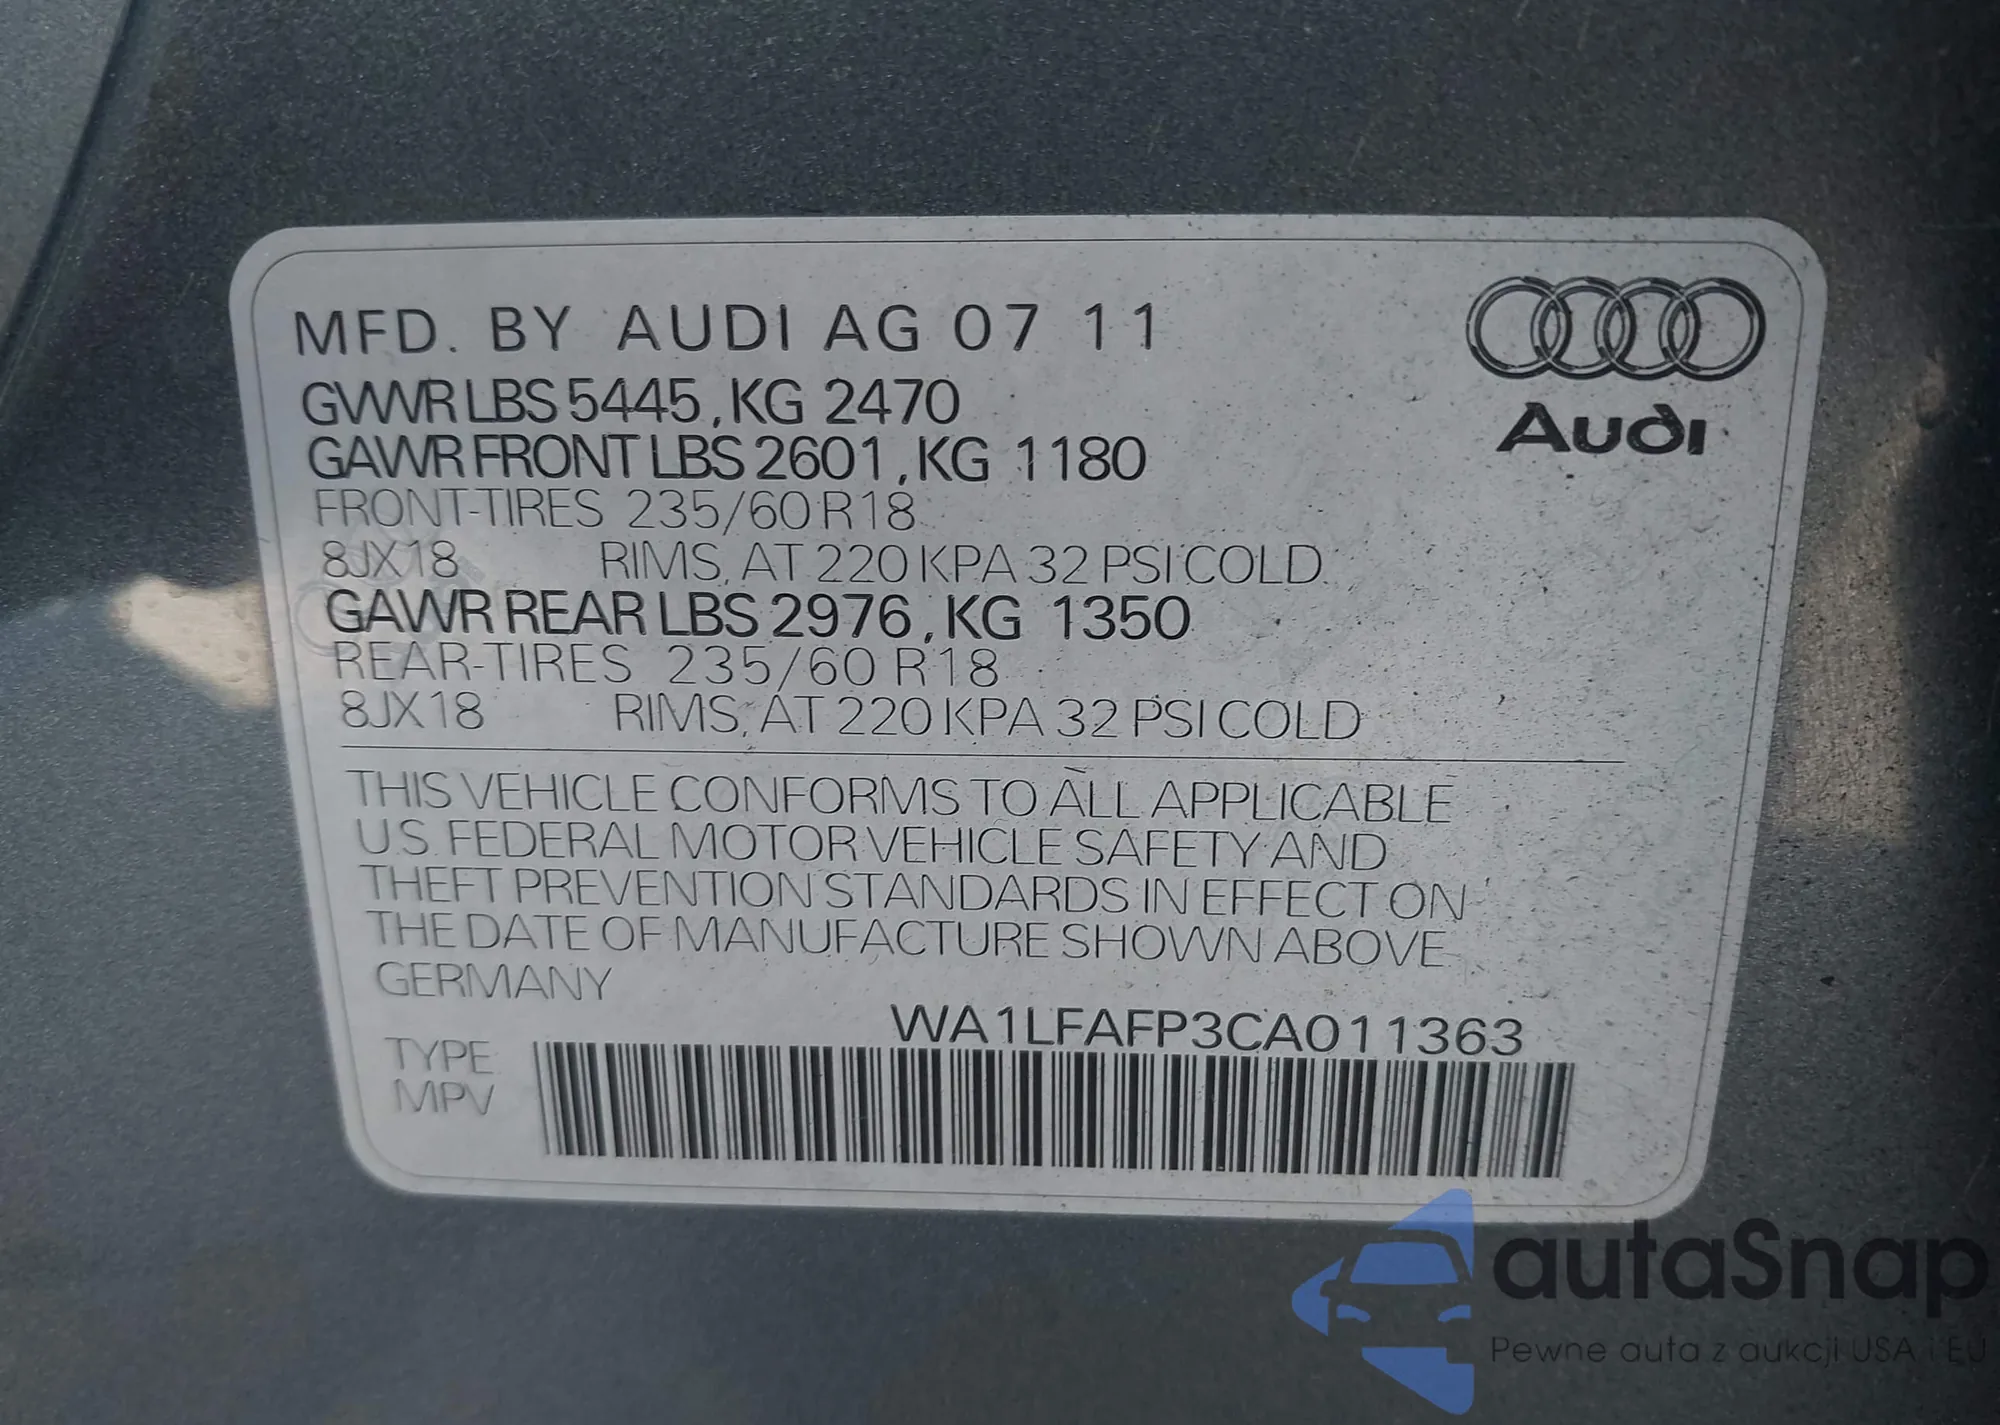 MFD. BY AUDI AG 07 11
GVWR LBS 5445, KG 2470
GAWR FRONT LBS 2601, KG 1180
FRONT-TIRES 235/60 R18
8JX18 RIMS, AT 220 KPA 32 PSI COLD
GAWR REAR LBS 2976, KG 1350
REAR-TIRES 235/60 R18
8JX18 RIMS, AT 220 KPA 32 PSI COLD
Audi
THIS VEHICLE CONFORMS TO ALL APPLICABLE
U.S. FEDERAL MOTOR VEHICLE SAFETY AND
THEFT PREVENTION STANDARDS IN EFFECT ON
THE DATE OF MANUFACTURE SHOWN ABOVE
GERMANY
WA1LFAFP3CA011363
TYPE
MPV
autaSnap
Pewne auta z aukcji USA i EU